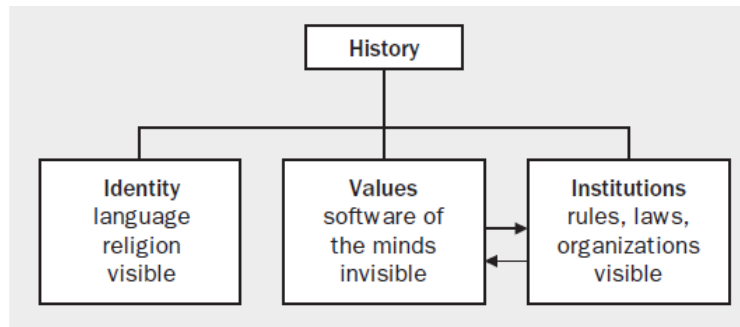 History
Identity
language
religion
visible
Values
software of
the minds
invisible
Institutions
rules, laws,
organizations
visible